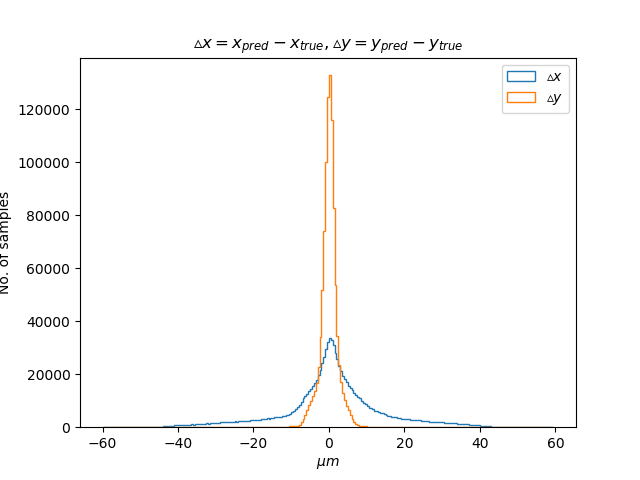 △x = x_pred − x_true, △y = y_pred − y_true
△x
△y
120000
100000
80000
60000
40000
20000
0
No. of samples
−60 −40 −20 0 20 40 60
μm